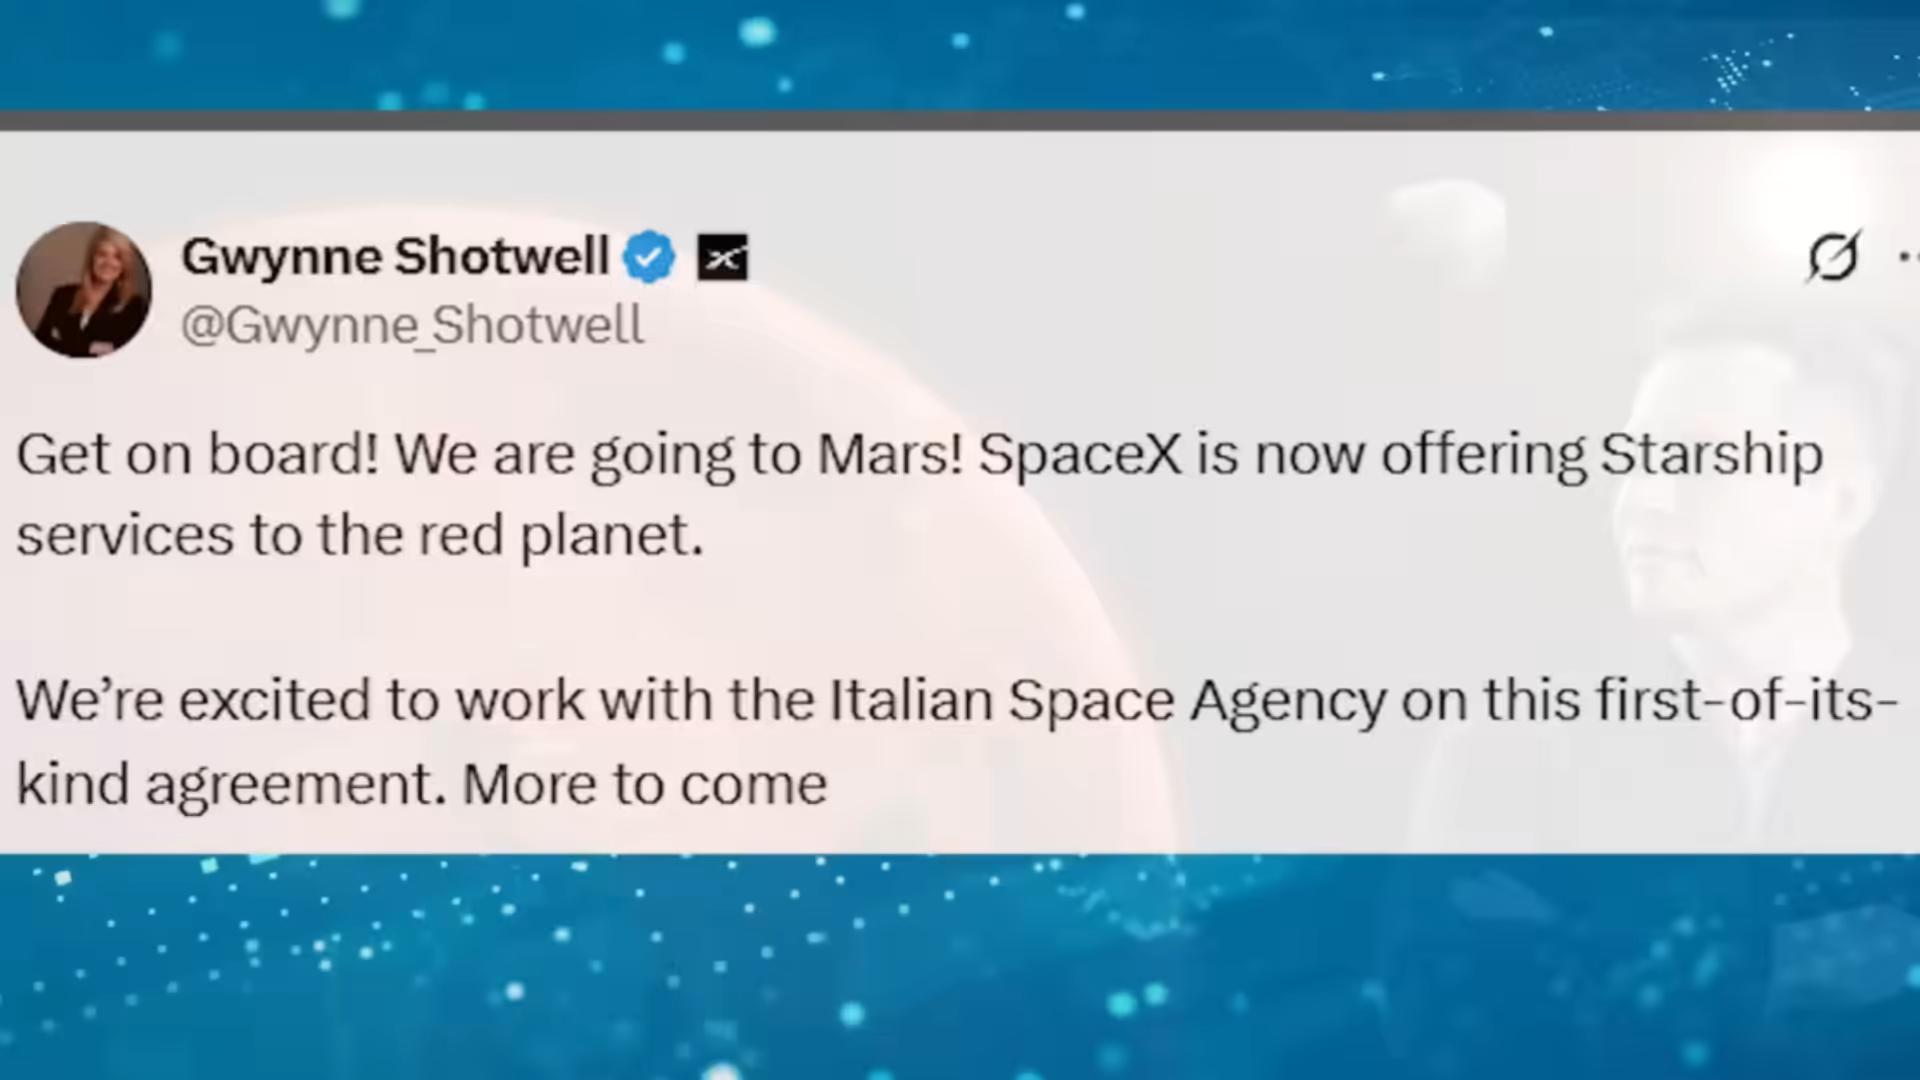 Gwynne Shotwell
@Gwynne_Shotwell
Get on board! We are going to Mars! SpaceX is now offering Starship
services to the red planet.
We’re excited to work with the Italian Space Agency on this first-of-its-
kind agreement. More to come